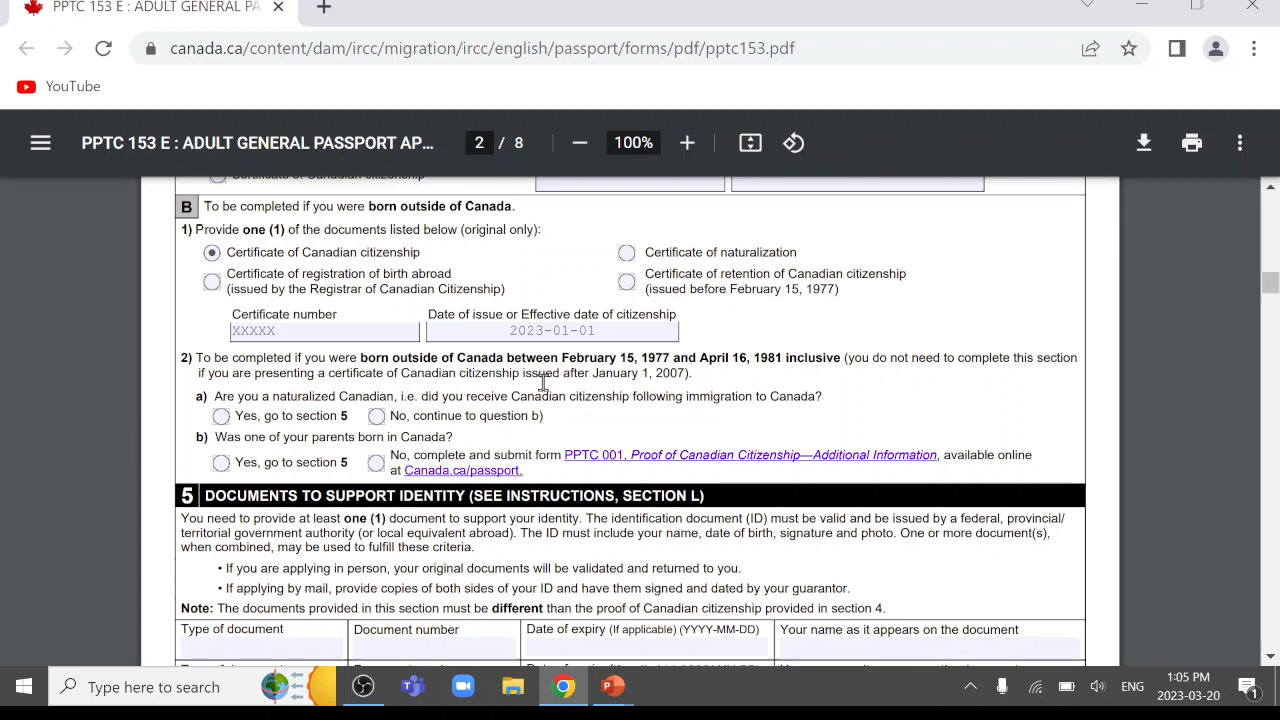 PPTC 153 E : ADULT GENERAL PA
canada.ca/content/dam/ircc/migration/ircc/english/passport/forms/pdf/pptc153.pdf
YouTube
PPTC 153 E : ADULT GENERAL PASSPORT AP...
2 / 8
100%
Certificate of Canadian citizenship
B To be completed if you were born outside of Canada.
1) Provide one (1) of the documents listed below (original only):
Certificate of Canadian citizenship
Certificate of naturalization
Certificate of registration of birth abroad
(issued by the Registrar of Canadian Citizenship)
Certificate of retention of Canadian citizenship
(issued before February 15, 1977)
Certificate number
Date of issue or Effective date of citizenship
XXXXX
2023-01-01
2) To be completed if you were born outside of Canada between February 15, 1977 and April 16, 1981 inclusive (you do not need to complete this section
if you are presenting a certificate of Canadian citizenship issued after January 1, 2007).
a) Are you a naturalized Canadian, i.e. did you receive Canadian citizenship following immigration to Canada?
Yes, go to section 5
No, continue to question b)
b) Was one of your parents born in Canada?
Yes, go to section 5
No, complete and submit form PPTC 001, Proof of Canadian Citizenship—Additional Information, available online
at Canada.ca/passport.
5 DOCUMENTS TO SUPPORT IDENTITY (SEE INSTRUCTIONS, SECTION L)
You need to provide at least one (1) document to support your identity. The identification document (ID) must be valid and be issued by a federal, provincial/
territorial government authority (or local equivalent abroad). The ID must include your name, date of birth, signature and photo. One or more document(s),
when combined, may be used to fulfill these criteria.
• If you are applying in person, your original documents will be validated and returned to you.
• If applying by mail, provide copies of both sides of your ID and have them signed and dated by your guarantor.
Note: The documents provided in this section must be different than the proof of Canadian citizenship provided in section 4.
Type of document
Document number
Date of expiry (If applicable) (YYYY-MM-DD)
Your name as it appears on the document
Type here to search
ENG
1:05 PM
2023-03-20
1